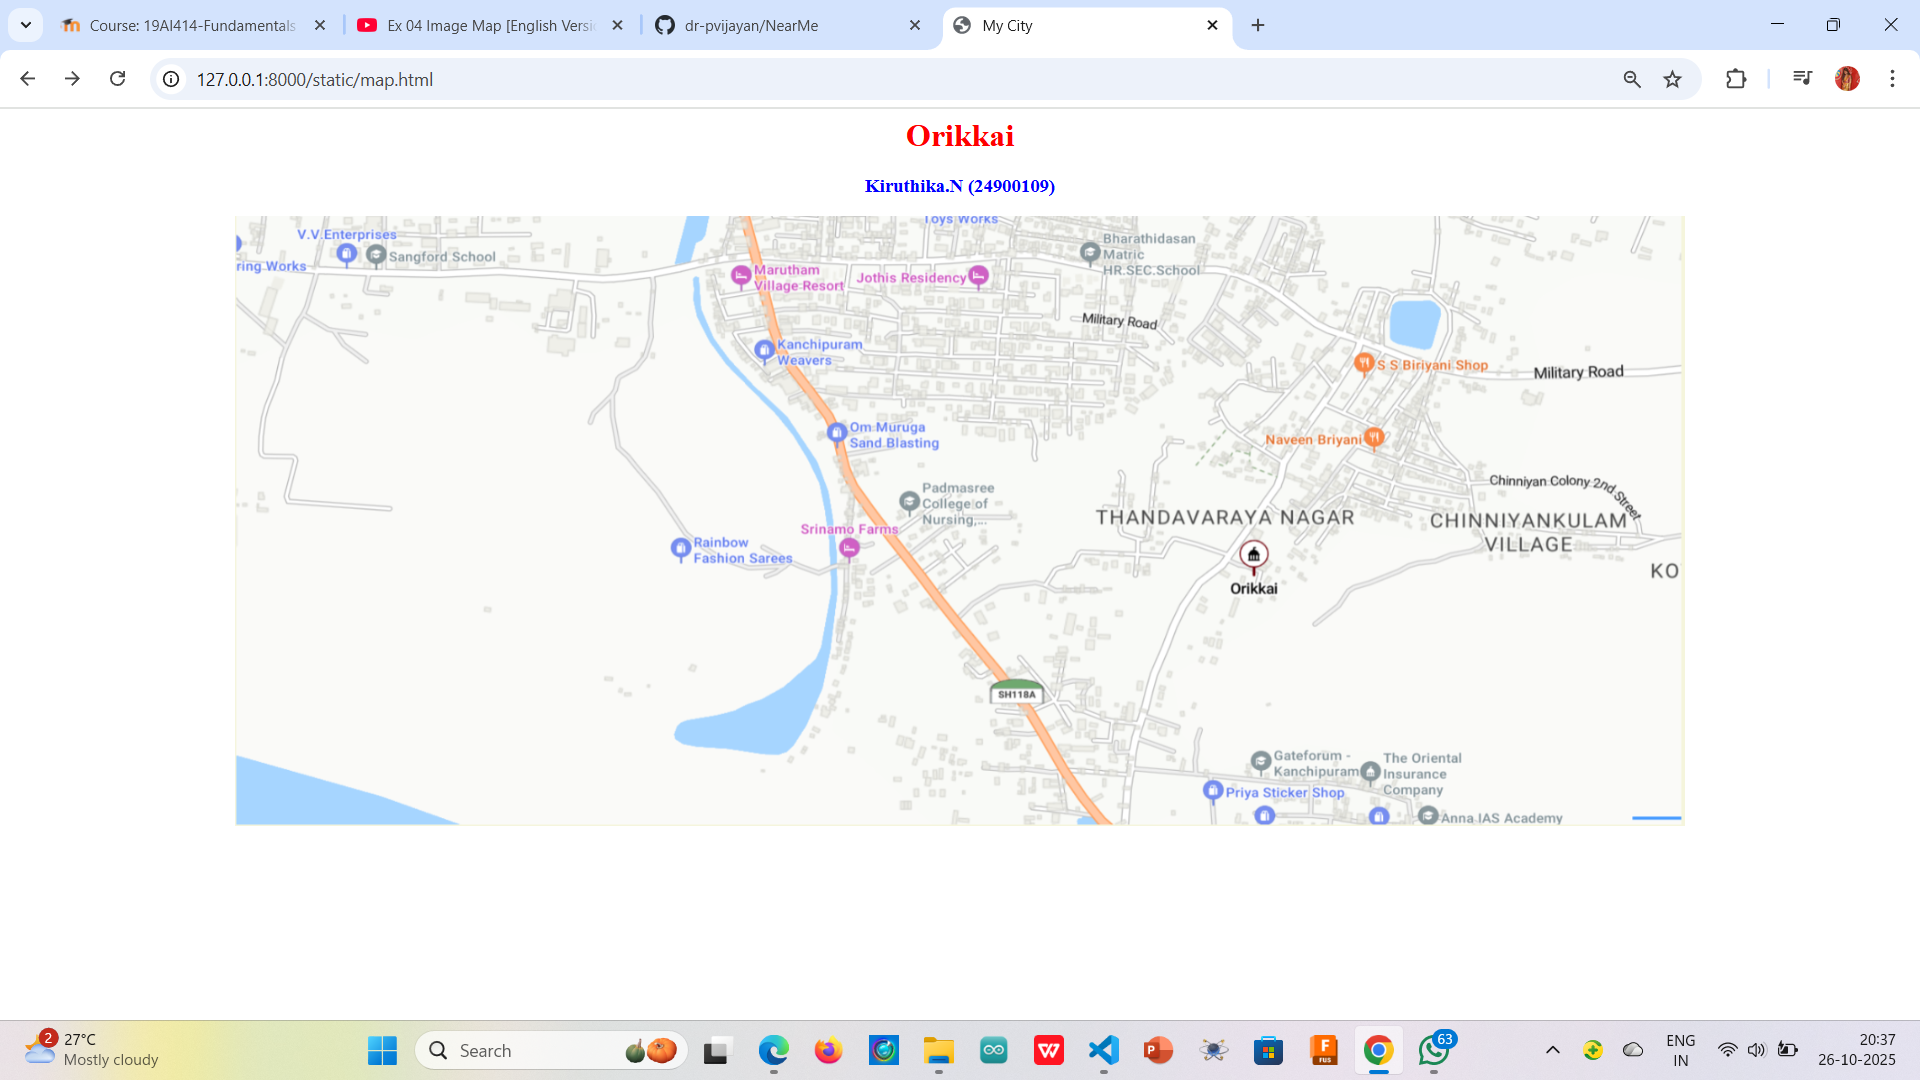 Course: 19AI414-Fundamentals
Ex 04 Image Map [English Versi
dr-pvijayan/NearMe
My City
127.0.0.1:8000/static/map.html
Orikkai
Kiruthika.N (24900109)
Toys Works
V.V.Enterprises
Sangford School
ring Works
Bharathidasan
Matric
HR.SEC.School
Marutham
Village Resort
Jothis Residency
Military Road
Kanchipuram
Weavers
S S Biriyani Shop
Military Road
Om Muruga
Sand Blasting
Naveen Briyani
Padmasree
College of
Nursing,...
Chinniyan Colony 2nd Street
THANDAVARAYA NAGAR
CHINNIYANKULAM
VILLAGE
Srinamo Farms
Rainbow
Fashion Sarees
KO
Orikkai
SH118A
Gateforum -
Kanchipuram
The Oriental
Insurance
Company
Priya Sticker Shop
Anna IAS Academy
2
27°C
Mostly cloudy
Search
F
FUS
63
ENG
IN
20:37
26-10-2025